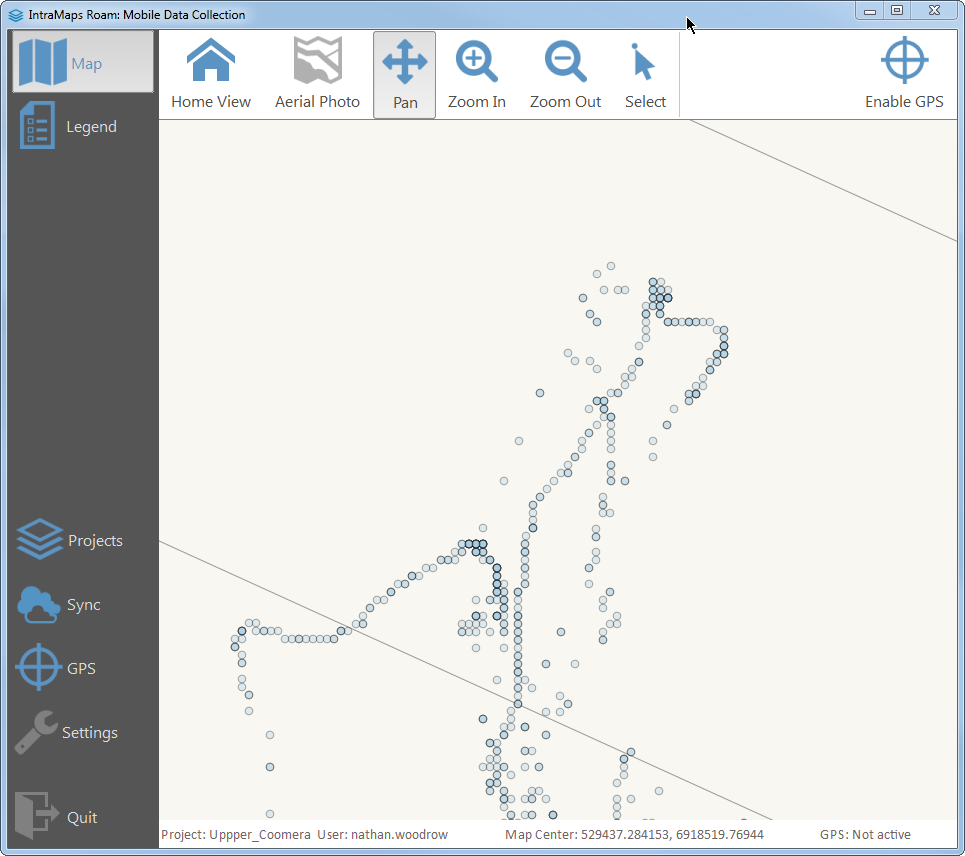 IntraMaps Roam: Mobile Data Collection
Map
Legend
Home View
Aerial Photo
Pan
Zoom In
Zoom Out
Select
Enable GPS
Projects
Sync
GPS
Settings
Quit
Project: Uppper_Coomera User: nathan.woodrow Map Center: 529437.284153, 6918519.76944 GPS: Not active